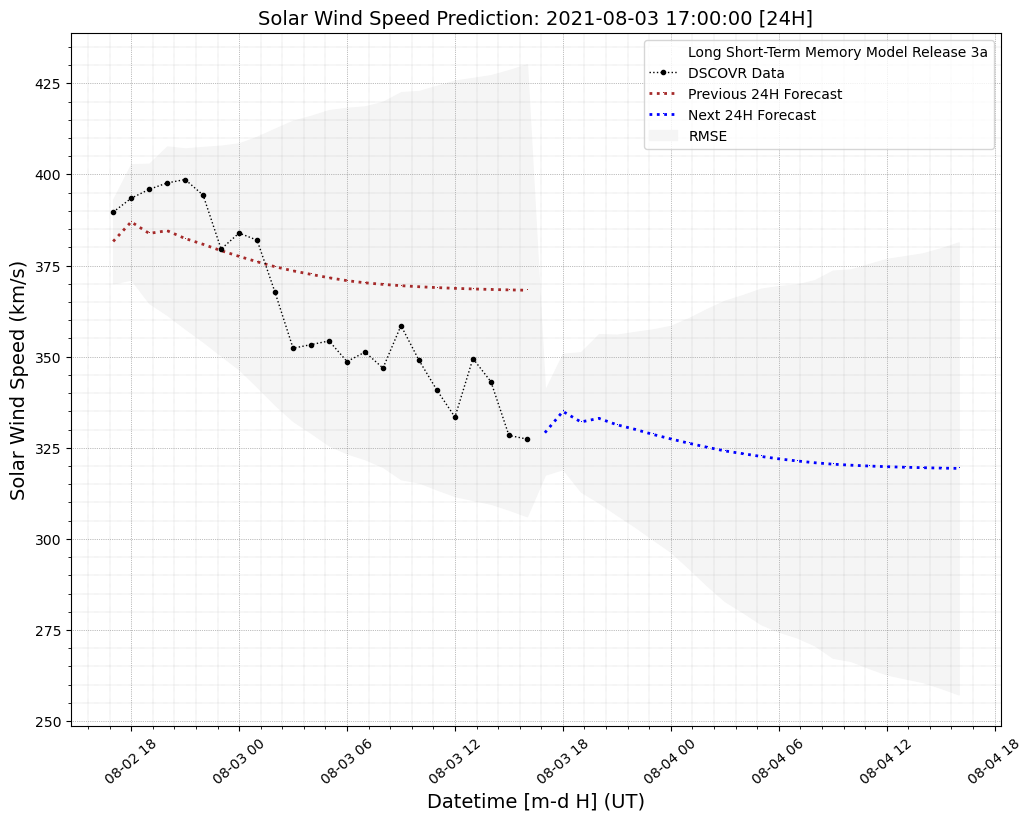 Solar Wind Speed Prediction: 2021-08-03 17:00:00 [24H]
Long Short-Term Memory Model Release 3a
DSCOVR Data
Previous 24H Forecast
Next 24H Forecast
RMSE
Solar Wind Speed (km/s)
425
400
375
350
325
300
275
250
08-02 18
08-03 00
08-03 06
08-03 12
08-03 18
08-04 00
08-04 06
08-04 12
08-04 18
Datetime [m-d H] (UT)